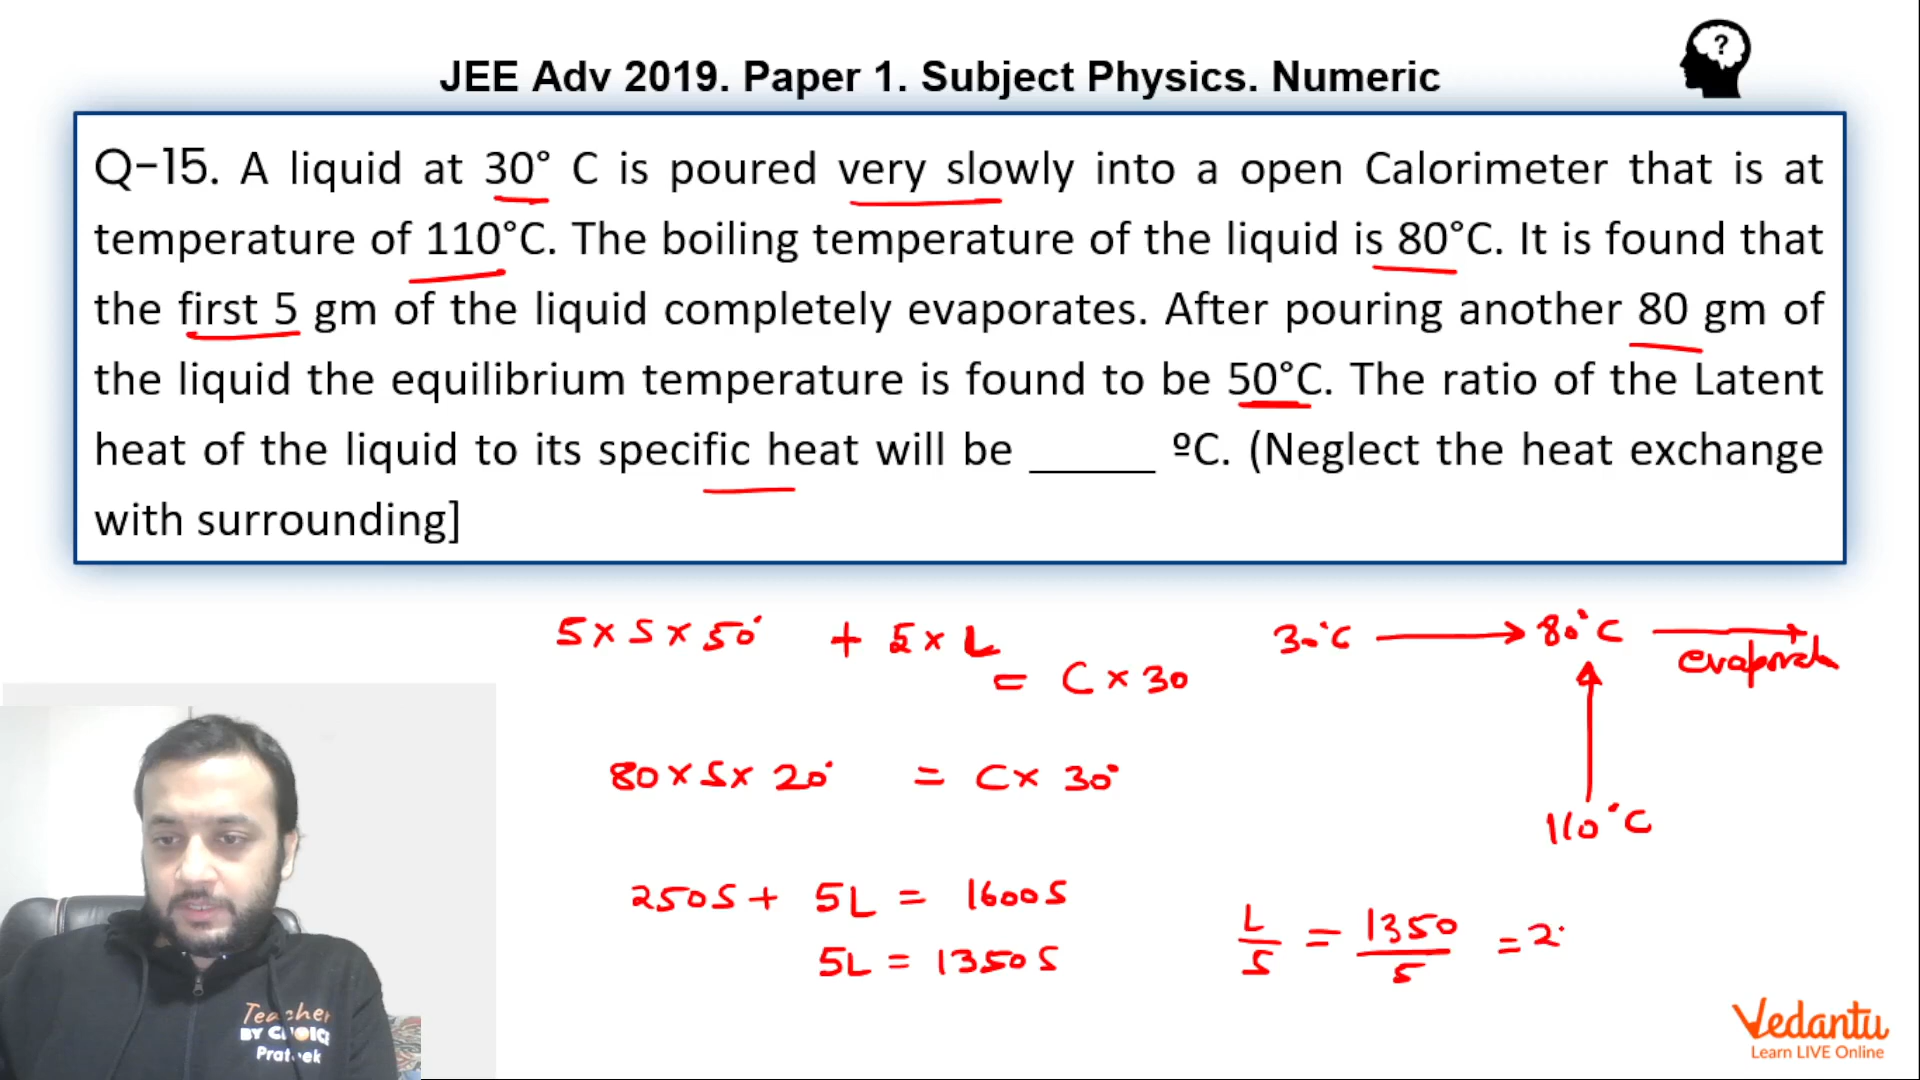 JEE Adv 2019. Paper 1. Subject Physics. Numeric
?
Q-15. A liquid at 30° C is poured very slowly into a open Calorimeter that is at
temperature of 110°C. The boiling temperature of the liquid is 80°C. It is found that
the first 5 gm of the liquid completely evaporates. After pouring another 80 gm of
the liquid the equilibrium temperature is found to be 50°C. The ratio of the Latent
heat of the liquid to its specific heat will be _____ ºC. (Neglect the heat exchange
with surrounding]
5 × S × 50° + 5 × L
= C × 30
30°C → 80°C →
110°C
80 × S × 20° = C × 30°
250S + 5L = 1600S
5L = 1350S
L/S = 1350/5 = 2
Teacher
BY CHOICE
Prateek
Vedantu
Learn LIVE Online